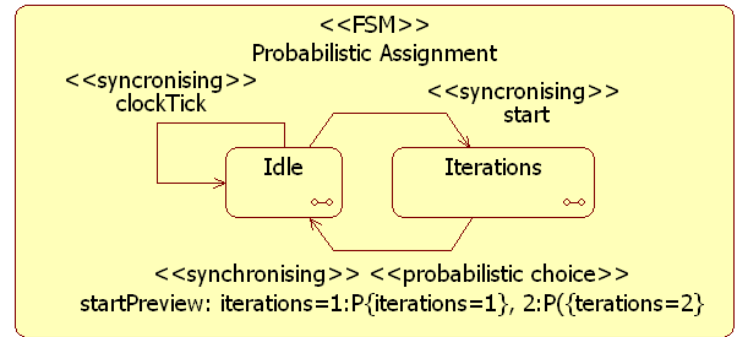 <<FSM>>
Probabilistic Assignment
<<syncronising>>
clockTick
<<syncronising>>
start
Idle
Iterations
<<synchronising>> <<probabilistic choice>>
startPreview: iterations=1:P{iterations=1}, 2:P({terations=2}